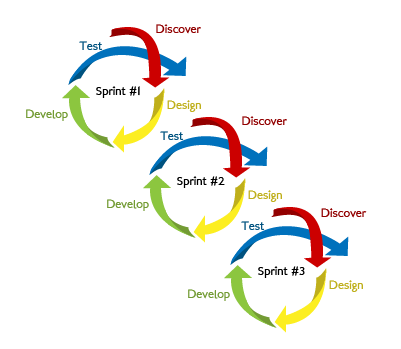 Discover
Test
Sprint #1
Design
Develop
Discover
Test
Sprint #2
Design
Develop
Discover
Test
Sprint #3
Design
Develop